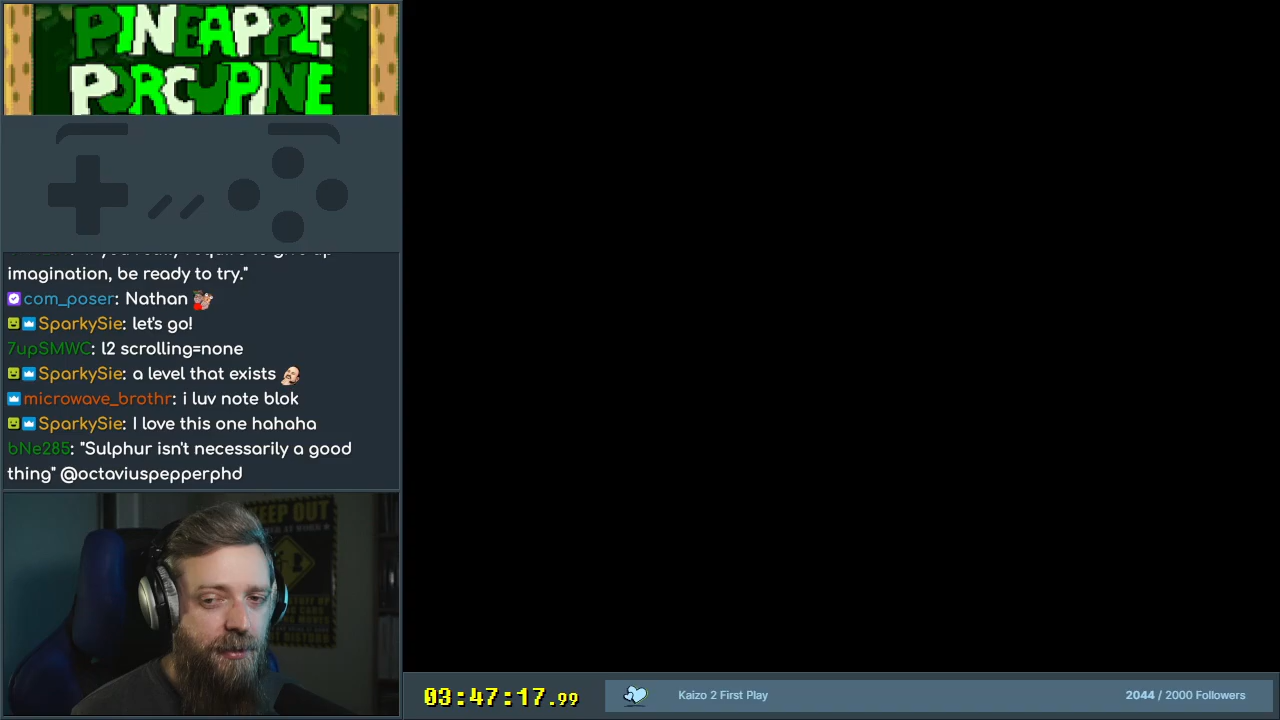 PINEAPPLE
PORCUPINE
imagination, be ready to try."
com_poser: Nathan
SparkySie: let's go!
7upSMWC: l2 scrolling=none
SparkySie: a level that exists
microwave_brothr: i luv note blok
SparkySie: I love this one hahaha
bNe285: "Sulphur isn't necessarily a good
thing" @octaviuspepperphd
KEEP OUT
03:47:17.99
Kaizo 2 First Play
2044 / 2000 Followers